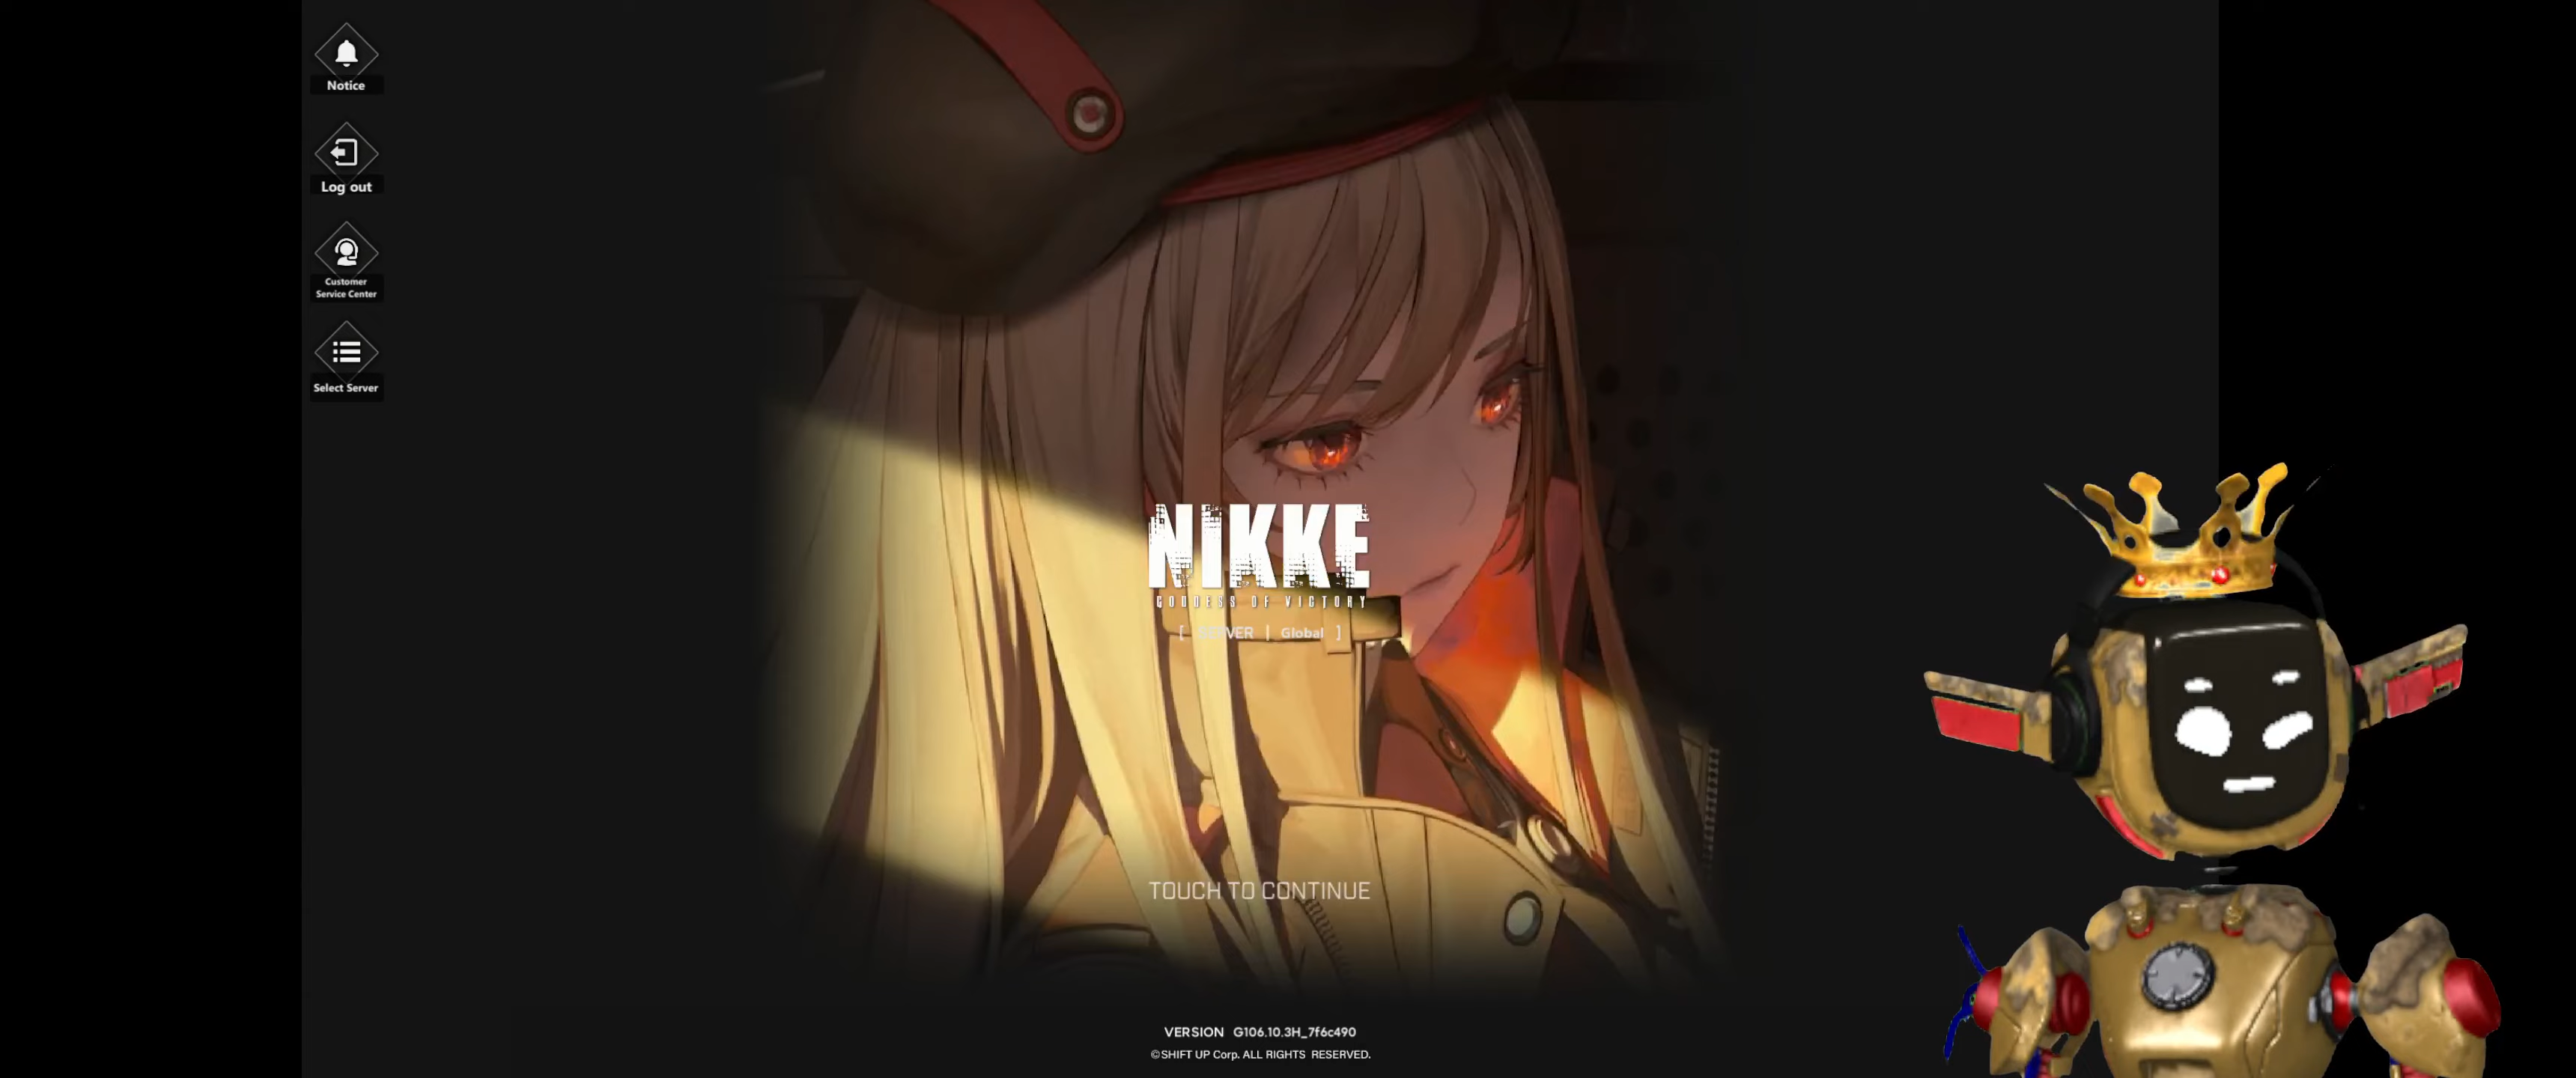 Notice
Log out
Customer
Service Center
Select Server
NIKKE
GODDESS OF VICTORY
[ SERVER | Global ]
TOUCH TO CONTINUE
VERSION G106.10.3H_7f6c490
©SHIFT UP Corp. ALL RIGHTS RESERVED.